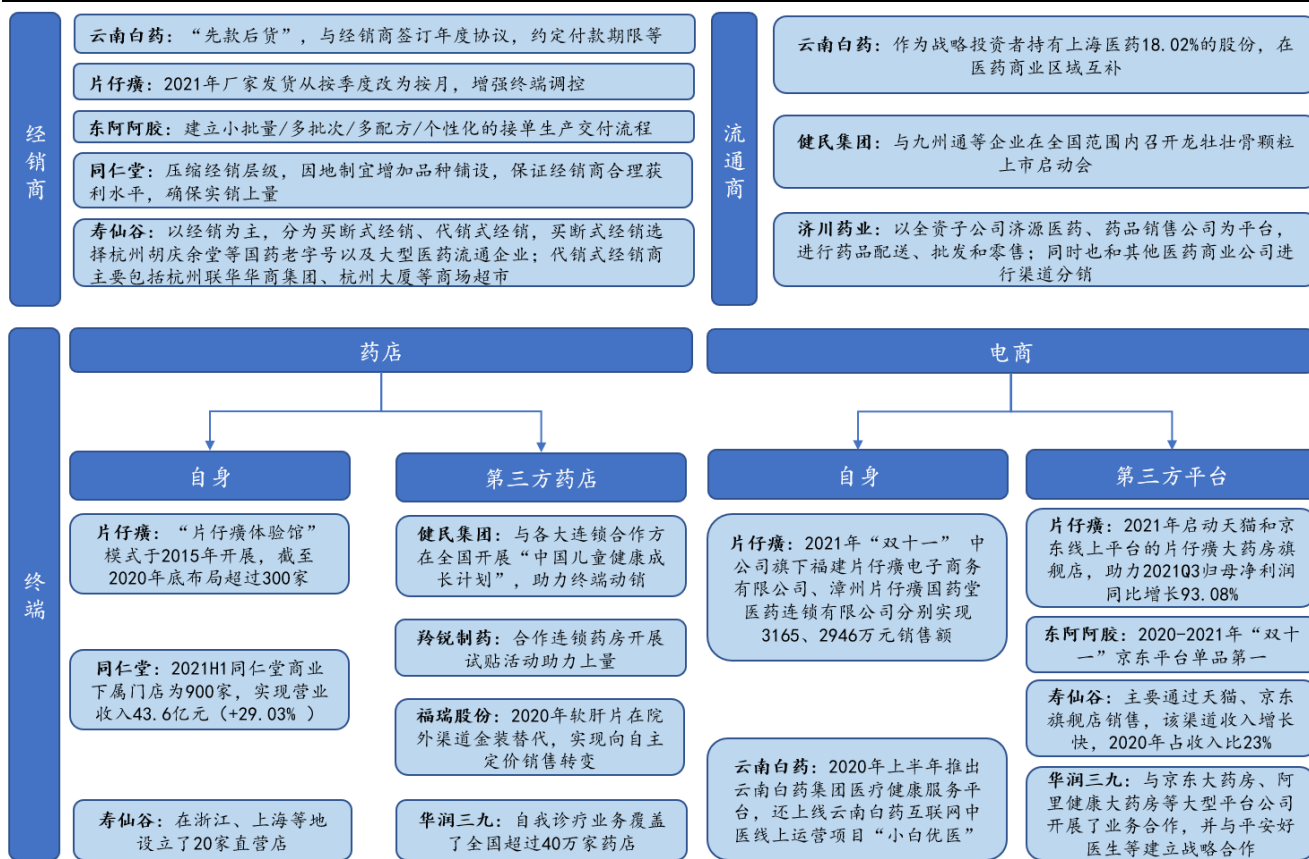 经销商
云南白药：“先款后货”，与经销商签订年度协议，约定付款期限等
片仔癀：2021年厂家发货从按季度改为按月，增强终端调控
东阿阿胶：建立小批量/多批次/多配方/个性化的接单生产交付流程
同仁堂：压缩经销层级，因地制宜增加品种铺设，保证经销商合理获
利水平，确保实销上量
寿仙谷：以经销为主，分为买断式经销、代销式经销，买断式经销选
择杭州胡庆余堂等国药老字号以及大型医药流通企业；代销式经销商
主要包括杭州联华华商集团、杭州大厦等商场超市
流通商
云南白药：作为战略投资者持有上海医药18.02%的股份，在
医药商业区域互补
健民集团：与九州通等企业在全国范围内召开龙牡壮骨颗粒
上市启动会
济川药业：以全资子公司济源医药、药品销售公司为平台，
进行药品配送、批发和零售；同时也和其他医药商业公司进
行渠道分销
终端
药店
自身
片仔癀：“片仔癀体验馆”
模式于2015年开展，截至
2020年底布局超过300家
同仁堂：2021H1同仁堂商业
下属门店为900家，实现营业
收入43.6亿元（+29.03% ）
寿仙谷：在浙江、上海等地
设立了20家直营店
第三方药店
健民集团：与各大连锁合作方
在全国开展“中国儿童健康成
长计划”，助力终端动销
羚锐制药：合作连锁药房开展
试贴活动助力上量
福瑞股份：2020年软肝片在院
外渠道金装替代，实现向自主
定价销售转变
华润三九：自我诊疗业务覆盖
了全国超过40万家药店
电商
自身
片仔癀：2021年“双十一” 中
公司旗下福建片仔癀电子商务
有限公司、漳州片仔癀国药堂
医药连锁有限公司分别实现
3165、2946万元销售额
云南白药：2020年上半年推出
云南白药集团医疗健康服务平
台，还上线云南白药互联网中
医线上运营项目“小白优医”
第三方平台
片仔癀：2021年启动天猫和京
东线上平台的片仔癀大药房旗
舰店，助力2021Q3归母净利润
同比增长93.08%
东阿阿胶：2020-2021年“双十
一”京东平台单品第一
寿仙谷：主要通过天猫、京东
旗舰店销售，该渠道收入增长
快，2020年占收入比23%
华润三九：与京东大药房、阿
里健康大药房等大型平台公司
开展了业务合作，并与平安好
医生等建立战略合作